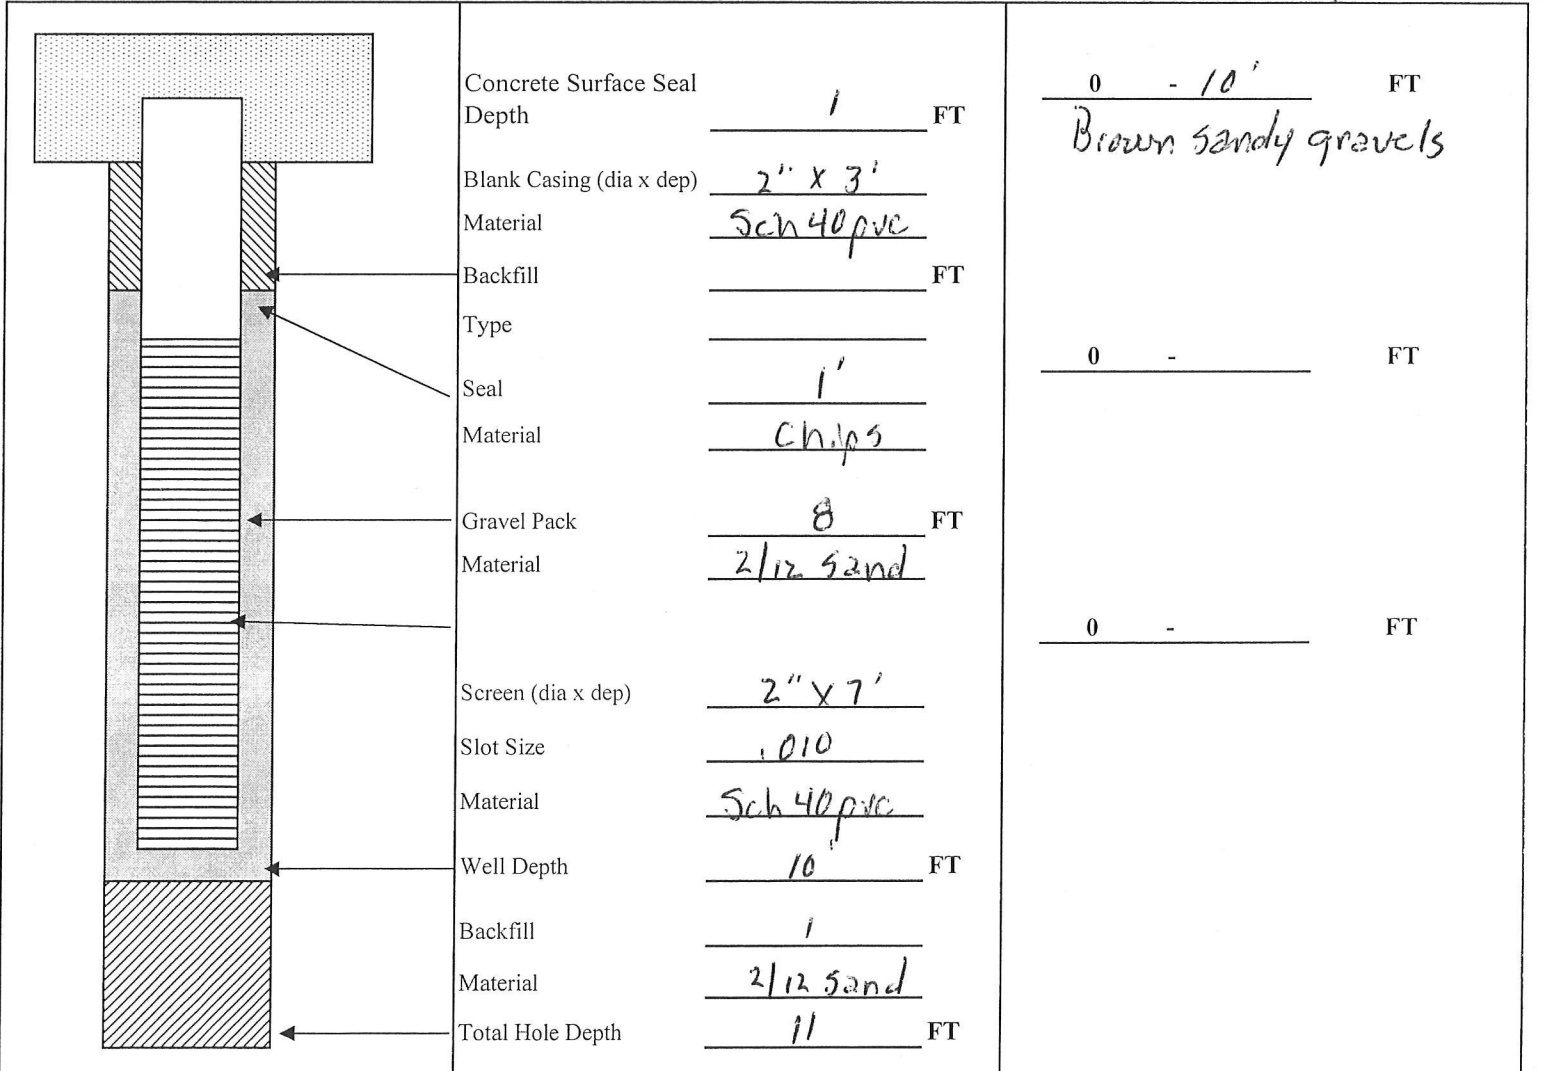 Concrete Surface Seal
Depth 1 FT
Blank Casing (dia x dep) 2" x 3'
Material Sch 40 pvc
Backfill FT
Type
Seal 1'
Material Chips
Gravel Pack 8 FT
Material 2/12 sand
Screen (dia x dep) 2" x 7'
Slot Size .010
Material Sch 40 pvc
Well Depth 10' FT
Backfill 1
Material 2/12 sand
Total Hole Depth 11 FT
0 - 10' FT
Brown sandy gravels
0 - FT
0 - FT